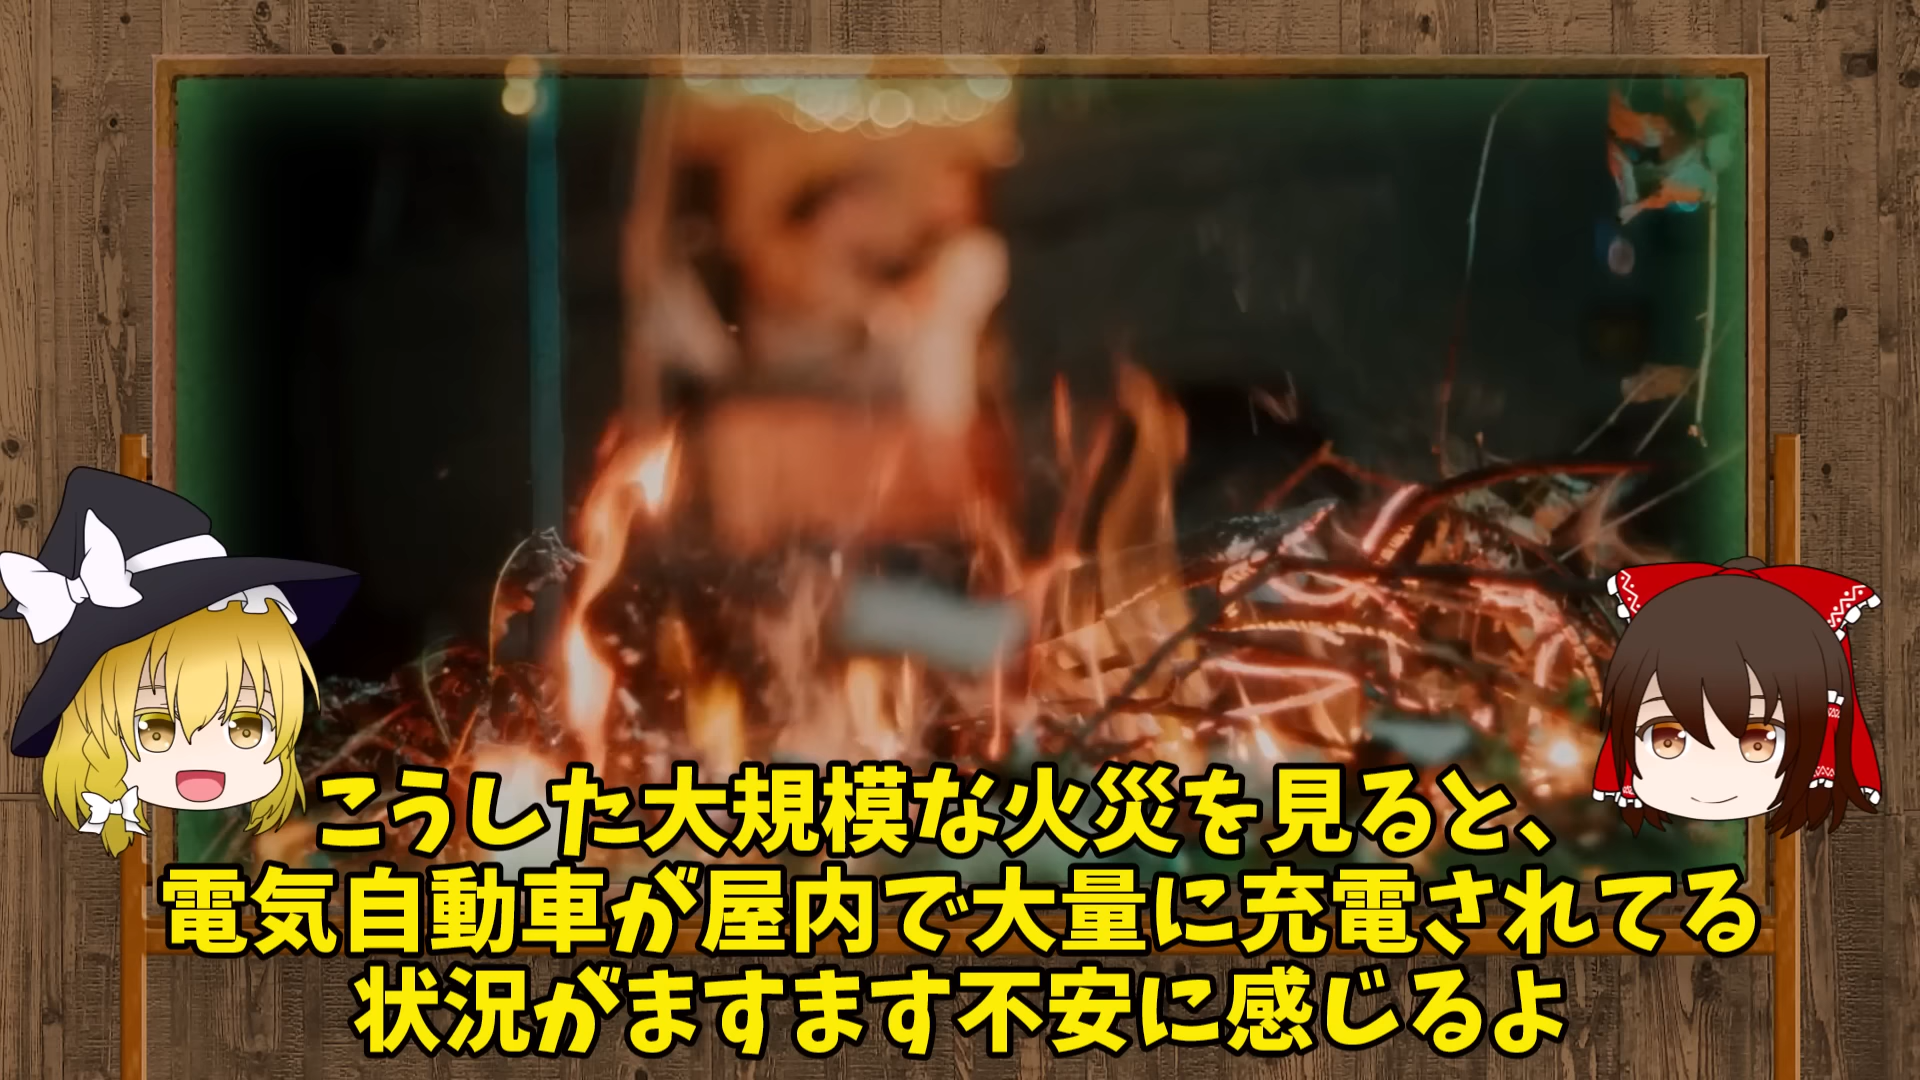 こうした大規模な火災を見ると、
電気自動車が屋内で大量に充電されてる
状況がますます不安に感じるよ